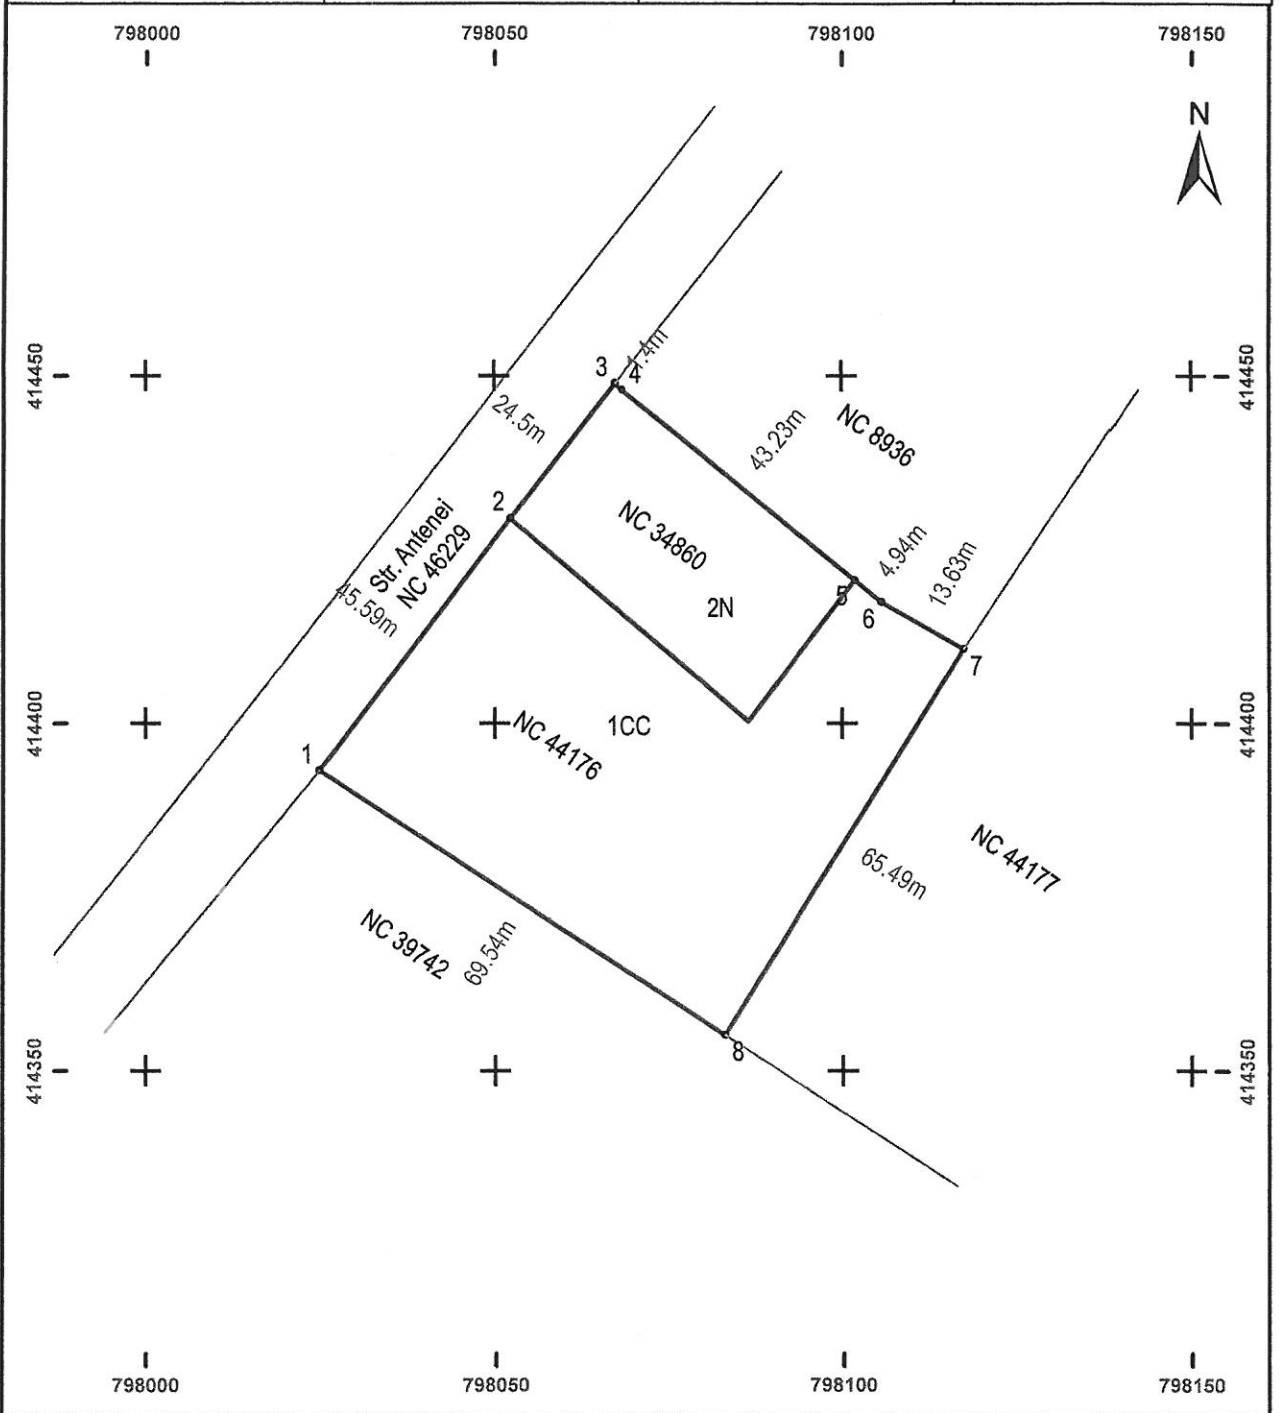 798000 798050 798100 798150
N
414450 414450
3
4
1.4m
24.5m
43.23m
NC 8936
2
Str. Antenei
NC 46229
45.59m
NC 34860
2N
4.94m
13.63m
5
6
7
414400 414400
1
NC 44176
1CC
65.49m
NC 44177
NC 39742
69.54m
8
414350 414350
798000 798050 798100 798150